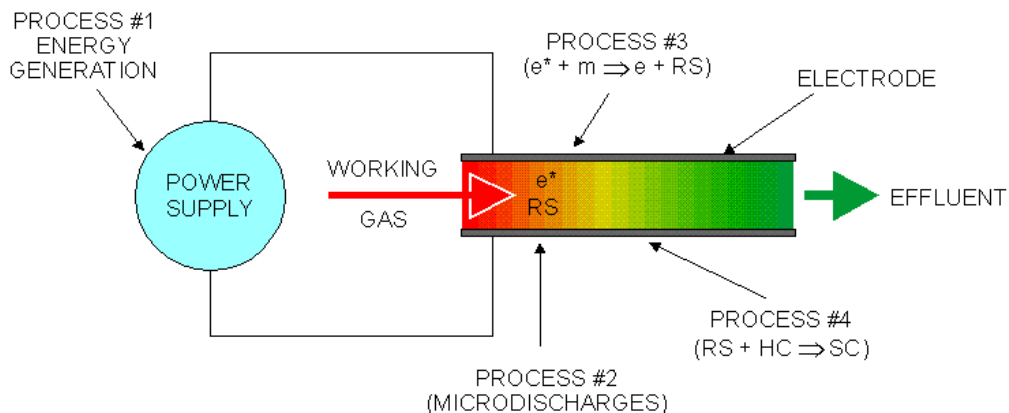 PROCESS #1
ENERGY
GENERATION
PROCESS #3
(e* + m ⇒ e + RS)
ELECTRODE
POWER
SUPPLY
WORKING
GAS
e*
RS
EFFLUENT
PROCESS #4
(RS + HC ⇒ SC)
PROCESS #2
(MICRODISCHARGES)